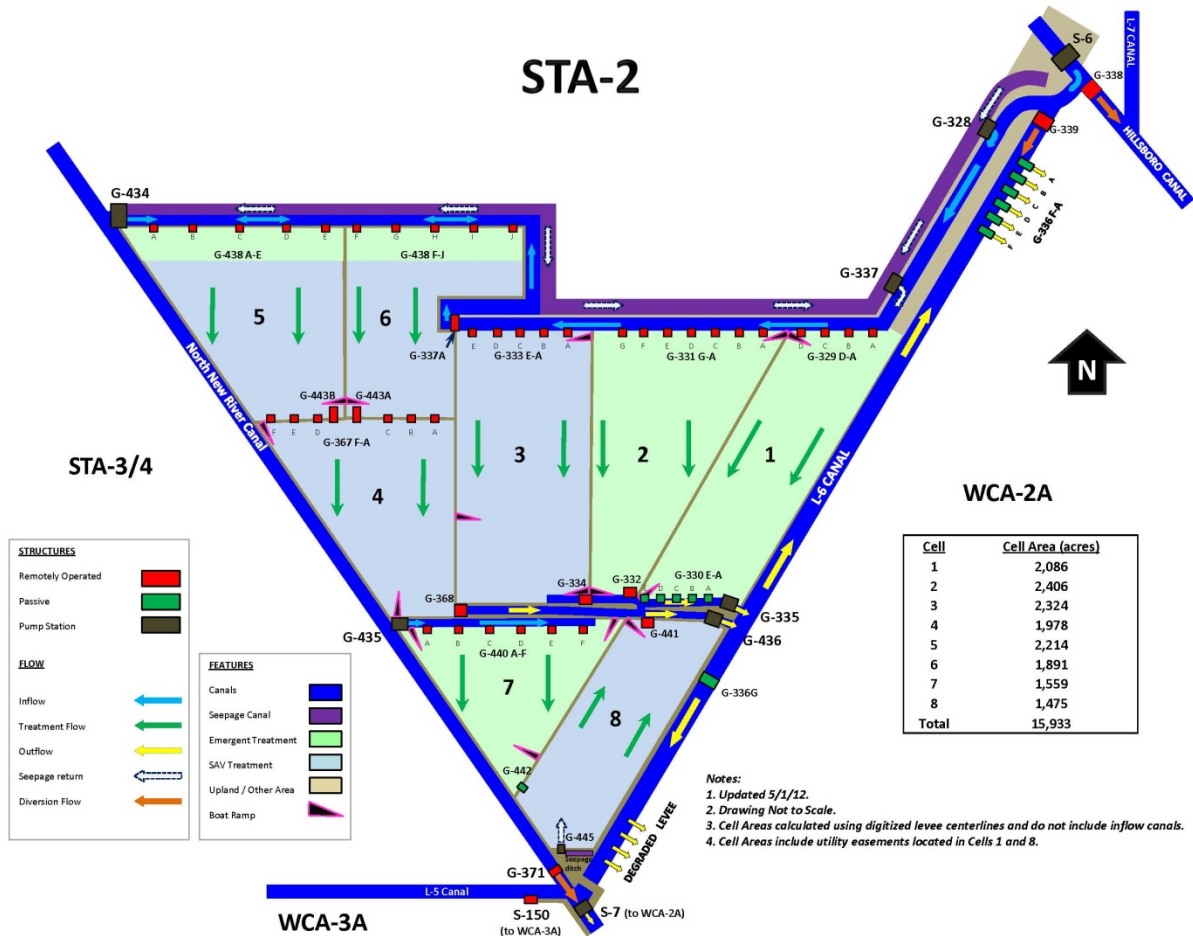 STA-2
S-6
L-7 CANAL
G-338
HILLSBORO CANAL
G-328
G-339
A
B
C
D
E
F
G-336 F-A
G-434
A B C D E F G H I J
G-438 A-E
G-438 F-J
G-337
5
6
G-337A
E D C B A
G-333 E-A
G F E D C B A
G-331 G-A
D C B A
G-329 D-A
N
North New River Canal
G-443B
G-443A
F E D C B A
G-367 F-A
STA-3/4
3
2
1
4
L-6 CANAL
WCA-2A
Cell Cell Area (acres)
1 2,086
2 2,406
3 2,324
4 1,978
5 2,214
6 1,891
7 1,559
8 1,475
Total 15,933
STRUCTURES
Remotely Operated
Passive
Pump Station
FLOW
Inflow
Treatment Flow
Outflow
Seepage return
Diversion Flow
FEATURES
Canals
Seepage Canal
Emergent Treatment
SAV Treatment
Upland / Other Area
Boat Ramp
G-334
G-332
G-330 E-A
E D C B A
G-368
G-335
G-435
G-441
G-436
A B C D E F
G-440 A-F
7
8
G-336G
G-442
G-445
Seepage
ditch
DEGRADED LEVEE
G-371
L-5 Canal
WCA-3A
S-150
(to WCA-3A)
S-7 (to WCA-2A)
Notes:
1. Updated 5/1/12.
2. Drawing Not to Scale.
3. Cell Areas calculated using digitized levee centerlines and do not include inflow canals.
4. Cell Areas include utility easements located in Cells 1 and 8.